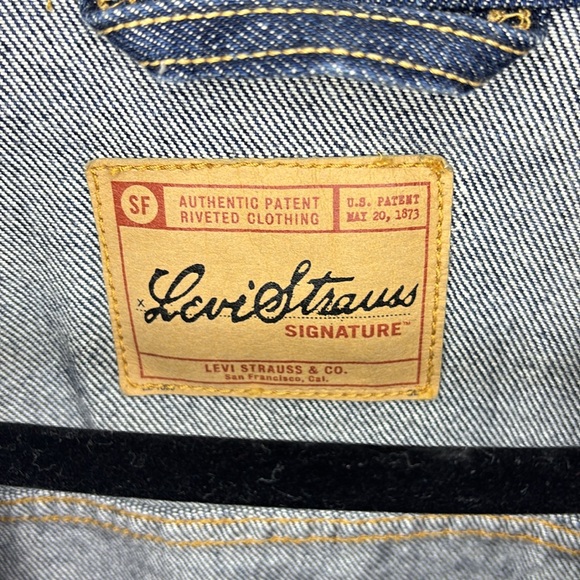 SF
AUTHENTIC PATENT
RIVETED CLOTHING
U.S. PATENT
MAY 20, 1873
x Levi Strauss
SIGNATURE™
LEVI STRAUSS & CO.
San Francisco, Cal.